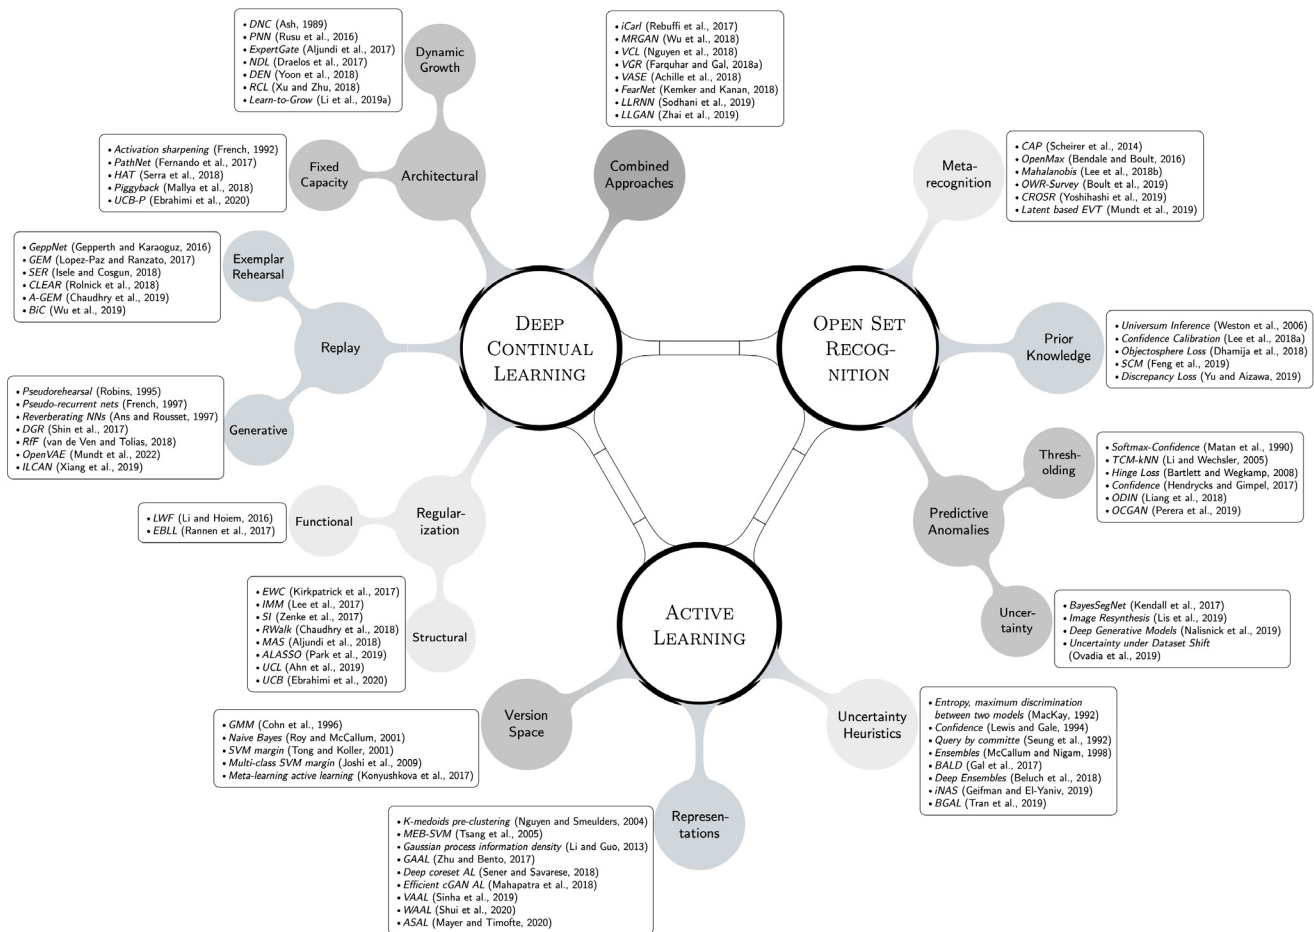 • DNC (Ash, 1989)
• PNN (Rusu et al., 2016)
• ExpertGate (Aljundi et al., 2017)
• NDL (Draelos et al., 2017)
• DEN (Yoon et al., 2018)
• RCL (Xu and Zhu, 2018)
• Learn-to-Grow (Li et al., 2019a)
Dynamic
Growth
• iCarl (Rebuffi et al., 2017)
• MRGAN (Wu et al., 2018)
• VCL (Nguyen et al., 2018)
• VGR (Farquhar and Gal, 2018a)
• VASE (Achille et al., 2018)
• FearNet (Kemker and Kanan, 2018)
• LLRNN (Sodhani et al., 2019)
• LLGAN (Zhai et al., 2019)
• Activation sharpening (French, 1992)
• PathNet (Fernando et al., 2017)
• HAT (Serra et al., 2018)
• Piggyback (Mallya et al., 2018)
• UCB-P (Ebrahimi et al., 2020)
Fixed
Capacity
Architectural
Combined
Approaches
Meta-
recognition
• CAP (Scheirer et al., 2014)
• OpenMax (Bendale and Boult, 2016)
• Mahalanobis (Lee et al., 2018b)
• OWR-Survey (Boult et al., 2019)
• CROSR (Yoshihashi et al., 2019)
• Latent based EVT (Mundt et al., 2019)
• GeppNet (Gepperth and Karaoguz, 2016)
• GEM (Lopez-Paz and Ranzato, 2017)
• SER (Isele and Cosgun, 2018)
• CLEAR (Rolnick et al., 2018)
• A-GEM (Chaudhry et al., 2019)
• BiC (Wu et al., 2019)
Exemplar
Rehearsal
Replay
DEEP
CONTINUAL
LEARNING
OPEN SET
RECOG-
NITION
Prior
Knowledge
• Universum Inference (Weston et al., 2006)
• Confidence Calibration (Lee et al., 2018a)
• Objectosphere Loss (Dhamija et al., 2018)
• SCM (Feng et al., 2019)
• Discrepancy Loss (Yu and Aizawa, 2019)
• Pseudorehearsal (Robins, 1995)
• Pseudo-recurrent nets (French, 1997)
• Reverberating NNs (Ans and Rousset, 1997)
• DGR (Shin et al., 2017)
• RfF (van de Ven and Tolias, 2018)
• OpenVAE (Mundt et al., 2022)
• ILCAN (Xiang et al., 2019)
Generative
Thresh-
olding
• Softmax-Confidence (Matan et al., 1990)
• TCM-kNN (Li and Wechsler, 2005)
• Hinge Loss (Bartlett and Wegkamp, 2008)
• Confidence (Hendrycks and Gimpel, 2017)
• ODIN (Liang et al., 2018)
• OCGAN (Perera et al., 2019)
• LWF (Li and Hoiem, 2016)
• EBLL (Rannen et al., 2017)
Functional
Regular-
ization
Predictive
Anomalies
• EWC (Kirkpatrick et al., 2017)
• IMM (Lee et al., 2017)
• SI (Zenke et al., 2017)
• RWalk (Chaudhry et al., 2018)
• MAS (Aljundi et al., 2018)
• ALASSO (Park et al., 2019)
• UCL (Ahn et al., 2019)
• UCB (Ebrahimi et al., 2020)
Structural
ACTIVE
LEARNING
Uncer-
tainty
• BayesSegNet (Kendall et al., 2017)
• Image Resynthesis (Lis et al., 2019)
• Deep Generative Models (Nalisnick et al., 2019)
• Uncertainty under Dataset Shift
(Ovadia et al., 2019)
• GMM (Cohn et al., 1996)
• Naive Bayes (Roy and McCallum, 2001)
• SVM margin (Tong and Koller, 2001)
• Multi-class SVM margin (Joshi et al., 2009)
• Meta-learning active learning (Konyushkova et al., 2017)
Version
Space
Uncertainty
Heuristics
• Entropy, maximum discrimination
between two models (MacKay, 1992)
• Confidence (Lewis and Gale, 1994)
• Query by committe (Seung et al., 1992)
• Ensembles (McCallum and Nigam, 1998)
• BALD (Gal et al., 2017)
• Deep Ensembles (Beluch et al., 2018)
• iNAS (Geifman and El-Yaniv, 2019)
• BGAL (Tran et al., 2019)
• K-medoids pre-clustering (Nguyen and Smeulders, 2004)
• MEB-SVM (Tsang et al., 2005)
• Gaussian process information density (Li and Guo, 2013)
• GAAL (Zhu and Bento, 2017)
• Deep coreset AL (Sener and Savarese, 2018)
• Efficient cGAN AL (Mahapatra et al., 2018)
• VAAL (Sinha et al., 2019)
• WAAL (Shui et al., 2020)
• ASAL (Mayer and Timofte, 2020)
Represen-
tations